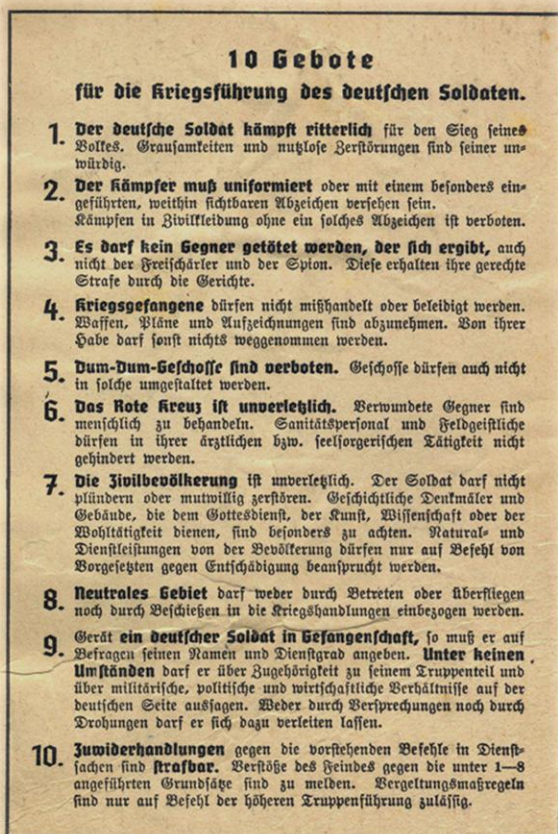 10 Gebote
für die Kriegsführung des deutschen Soldaten.
1. Der deutsche Soldat kämpft ritterlich für den Sieg seines
Volkes. Grausamkeiten und nutzlose Zerstörungen sind seiner un-
würdig.
2. Der Kämpfer muß uniformiert oder mit einem besonders ein-
geführten, weithin sichtbaren Abzeichen versehen sein.
Kämpfen in Zivilkleidung ohne ein solches Abzeichen ist verboten.
3. Es darf kein Gegner getötet werden, der sich ergibt, auch
nicht der Freischärler und der Spion. Diese erhalten ihre gerechte
Strafe durch die Gerichte.
4. Kriegsgefangene dürfen nicht mißhandelt oder beleidigt werden.
Waffen, Pläne und Aufzeichnungen sind abzunehmen. Von ihrer
Habe darf sonst nichts weggenommen werden.
5. Dum-Dum-Geschosse sind verboten. Geschosse dürfen auch nicht
in solche umgestaltet werden.
6. Das Rote Kreuz ist unverletzlich. Verwundete Gegner sind
menschlich zu behandeln. Sanitätspersonal und Feldgeistliche
dürfen in ihrer ärztlichen bzw. seelsorgerischen Tätigkeit nicht
gehindert werden.
7. Die Zivilbevölkerung ist unverletzlich. Der Soldat darf nicht
plündern oder mutwillig zerstören. Geschichtliche Denkmäler und
Gebäude, die dem Gottesdienst, der Kunst, Wissenschaft oder der
Wohltätigkeit dienen, sind besonders zu achten. Natural- und
Dienstleistungen von der Bevölkerung dürfen nur auf Befehl von
Vorgesetzten gegen Entschädigung beansprucht werden.
8. Neutrales Gebiet darf weder durch Betreten oder Überfliegen
noch durch Beschießen in die Kriegshandlungen einbezogen werden.
9. Gerät ein deutscher Soldat in Gefangenschaft, so muß er auf
Befragen seinen Namen und Dienstgrad angeben. Unter keinen
Umständen darf er über Zugehörigkeit zu seinem Truppenteil und
über militärische, politische und wirtschaftliche Verhältnisse auf der
deutschen Seite aussagen. Weder durch Versprechungen noch durch
Drohungen darf er sich dazu verleiten lassen.
10. Zuwiderhandlungen gegen die vorstehenden Befehle in Dienst-
sachen sind strafbar. Verstöße des Feindes gegen die unter 1—8
angeführten Grundsätze sind zu melden. Vergeltungsmaßregeln
sind nur auf Befehl der höheren Truppenführung zulässig.